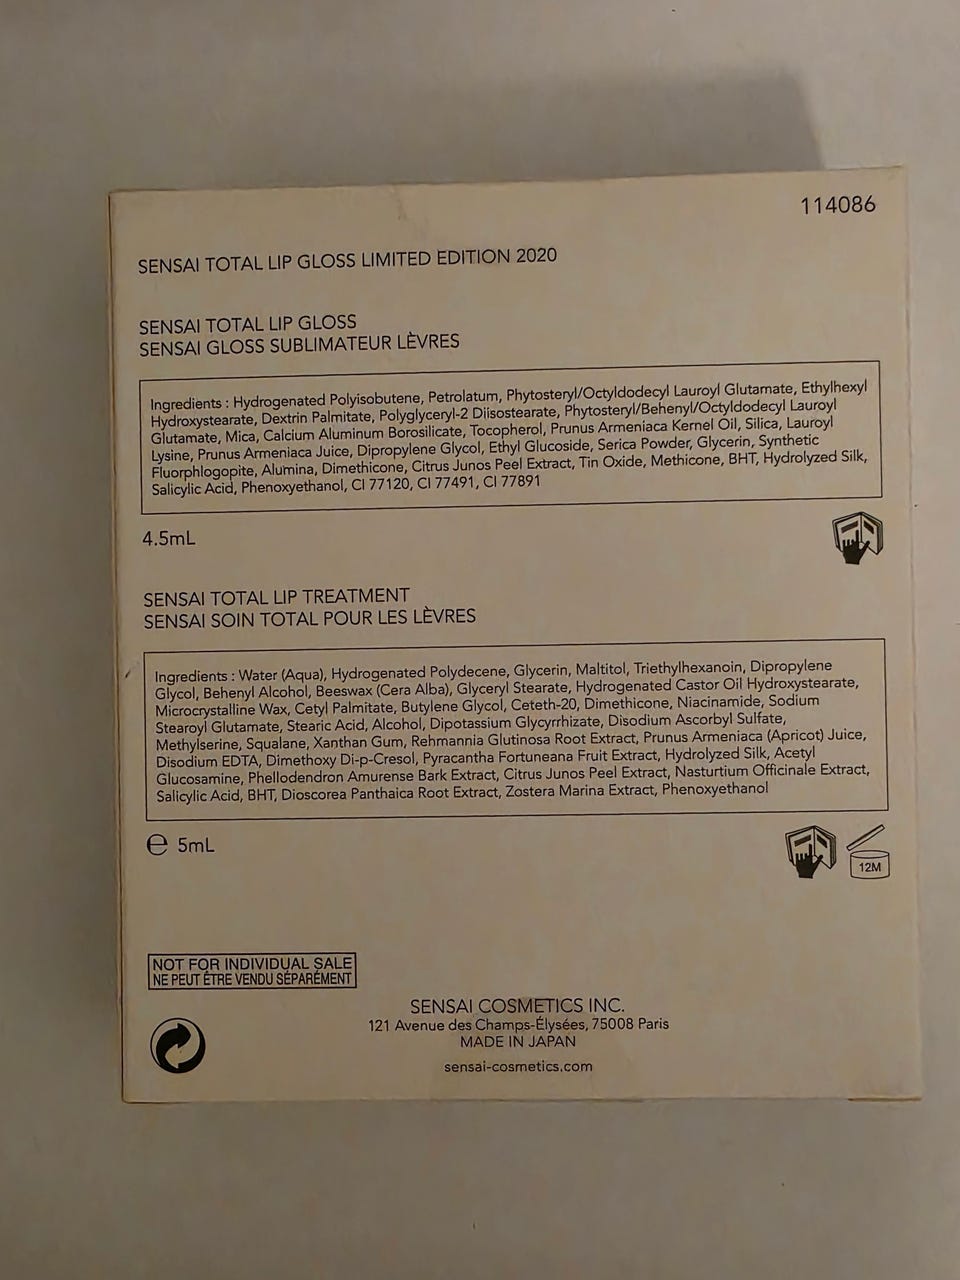 114086
SENSAI TOTAL LIP GLOSS LIMITED EDITION 2020
SENSAI TOTAL LIP GLOSS
SENSAI GLOSS SUBLIMATEUR LÈVRES
Ingredients : Hydrogenated Polyisobutene, Petrolatum, Phytosteryl/Octyldodecyl Lauroyl Glutamate, Ethylhexyl
Hydroxystearate, Dextrin Palmitate, Polyglyceryl-2 Diisostearate, Phytosteryl/Behenyl/Octyldodecyl Lauroyl
Glutamate, Mica, Calcium Aluminum Borosilicate, Tocopherol, Prunus Armeniaca Kernel Oil, Silica, Lauroyl
Lysine, Prunus Armeniaca Juice, Dipropylene Glycol, Ethyl Glucoside, Serica Powder, Glycerin, Synthetic
Fluorphlogopite, Alumina, Dimethicone, Citrus Junos Peel Extract, Tin Oxide, Methicone, BHT, Hydrolyzed Silk,
Salicylic Acid, Phenoxyethanol, CI 77120, CI 77491, CI 77891
4.5mL
SENSAI TOTAL LIP TREATMENT
SENSAI SOIN TOTAL POUR LES LÈVRES
Ingredients : Water (Aqua), Hydrogenated Polydecene, Glycerin, Maltitol, Triethylhexanoin, Dipropylene
Glycol, Behenyl Alcohol, Beeswax (Cera Alba), Glyceryl Stearate, Hydrogenated Castor Oil Hydroxystearate,
Microcrystalline Wax, Cetyl Palmitate, Butylene Glycol, Ceteth-20, Dimethicone, Niacinamide, Sodium
Stearoyl Glutamate, Stearic Acid, Alcohol, Dipotassium Glycyrrhizate, Disodium Ascorbyl Sulfate,
Methylserine, Squalane, Xanthan Gum, Rehmannia Glutinosa Root Extract, Prunus Armeniaca (Apricot) Juice,
Disodium EDTA, Dimethoxy Di-p-Cresol, Pyracantha Fortuneana Fruit Extract, Hydrolyzed Silk, Acetyl
Glucosamine, Phellodendron Amurense Bark Extract, Citrus Junos Peel Extract, Nasturtium Officinale Extract,
Salicylic Acid, BHT, Dioscorea Panthaica Root Extract, Zostera Marina Extract, Phenoxyethanol
℮ 5mL
12M
NOT FOR INDIVIDUAL SALE
NE PEUT ÊTRE VENDU SÉPARÉMENT
SENSAI COSMETICS INC.
121 Avenue des Champs-Élysées, 75008 Paris
MADE IN JAPAN
sensai-cosmetics.com